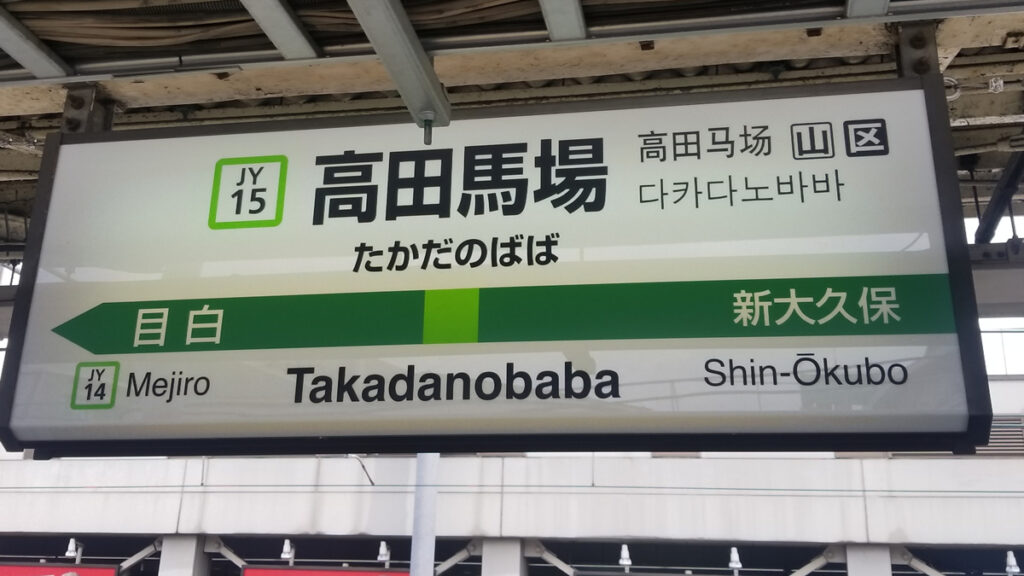 JY
15
高田馬場
高田马场 山 区
다카다노바바
たかだのばば
目白
新大久保
JY
14
Mejiro
Takadanobaba
Shin-Ōkubo